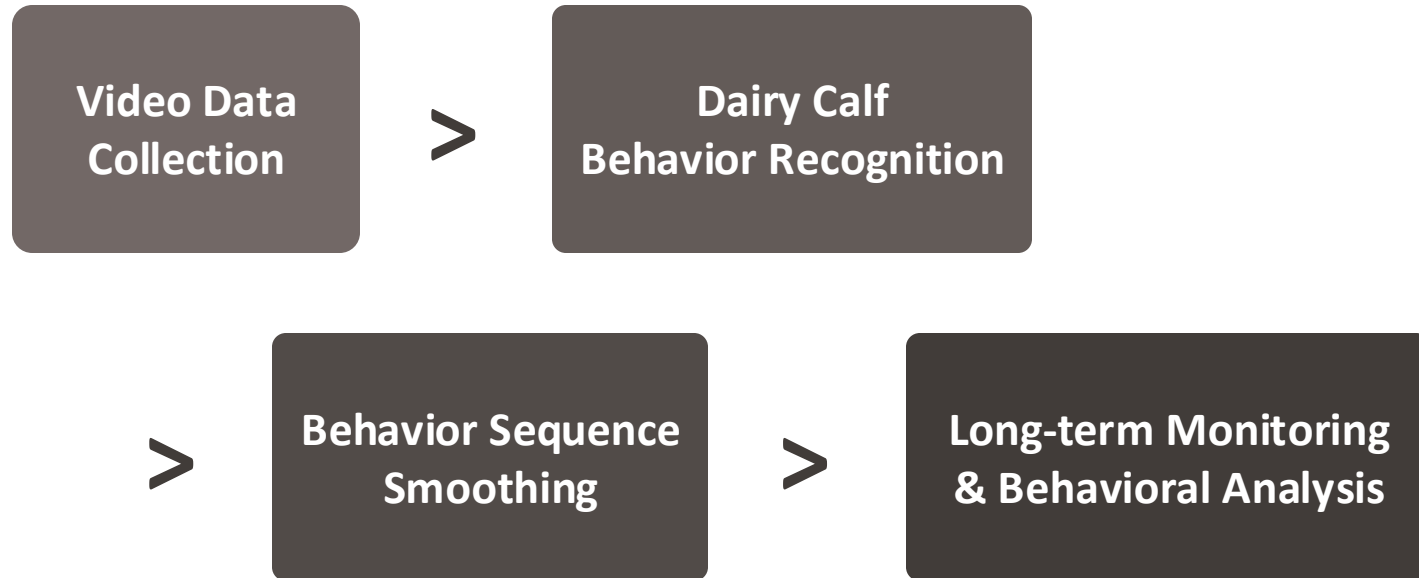 Video Data
Collection
>
Dairy Calf
Behavior Recognition
>
Behavior Sequence
Smoothing
>
Long-term Monitoring
& Behavioral Analysis